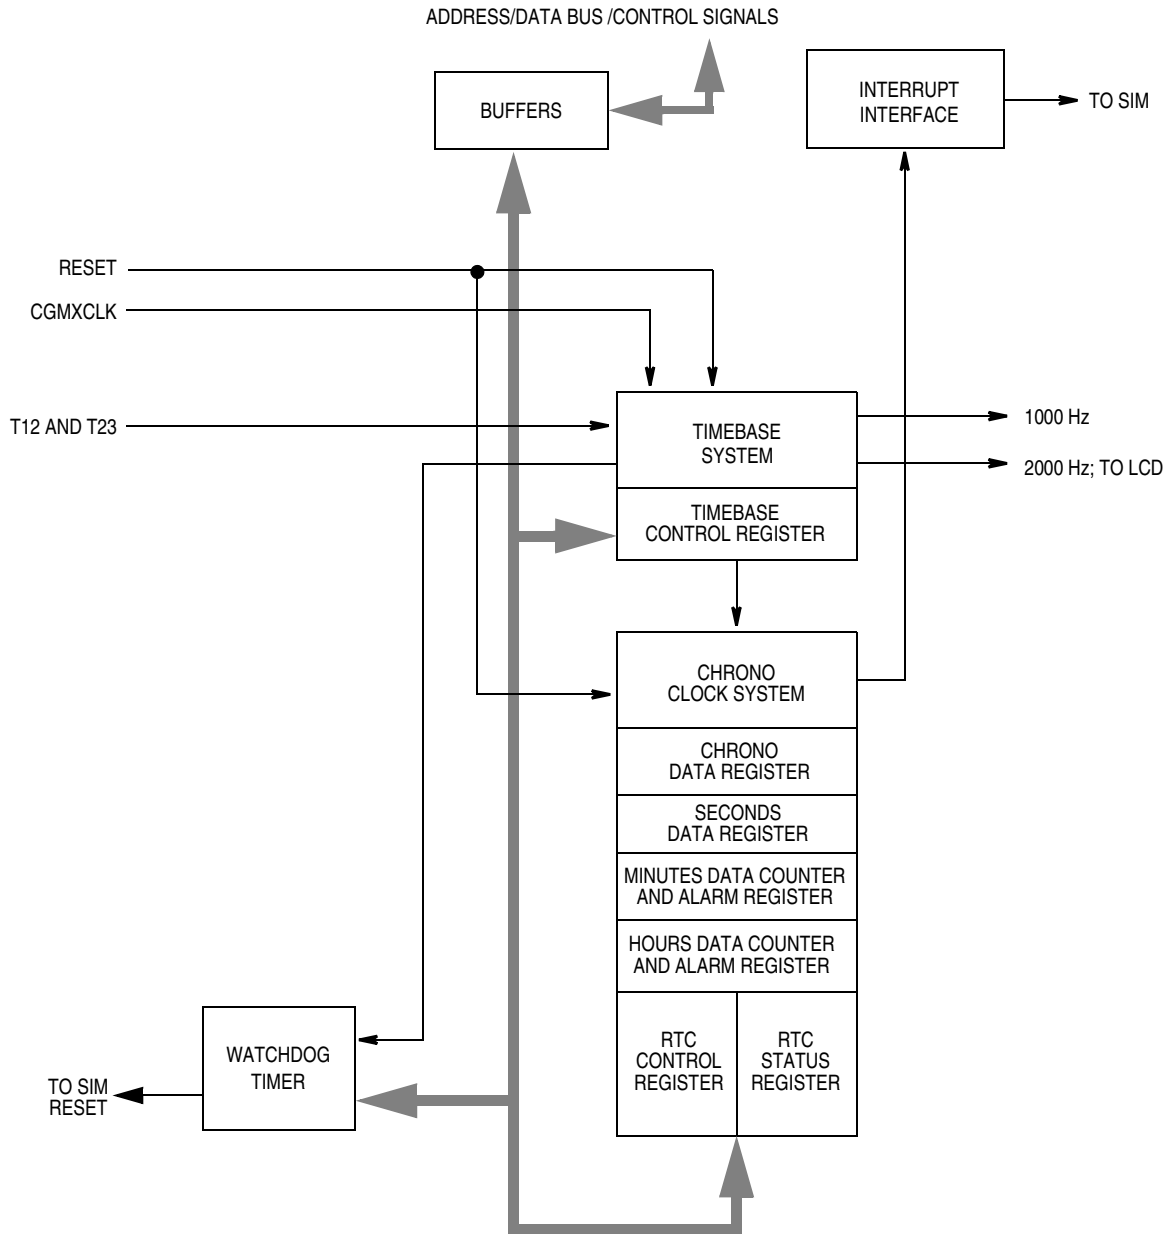 ADDRESS/DATA BUS /CONTROL SIGNALS
BUFFERS
INTERRUPT
INTERFACE
TO SIM
RESET
CGMXCLK
T12 AND T23
TIMEBASE
SYSTEM
1000 Hz
2000 Hz; TO LCD
TIMEBASE
CONTROL REGISTER
CHRONO
CLOCK SYSTEM
CHRONO
DATA REGISTER
SECONDS
DATA REGISTER
MINUTES DATA COUNTER
AND ALARM REGISTER
HOURS DATA COUNTER
AND ALARM REGISTER
RTC
CONTROL
REGISTER
RTC
STATUS
REGISTER
WATCHDOG
TIMER
TO SIM
RESET